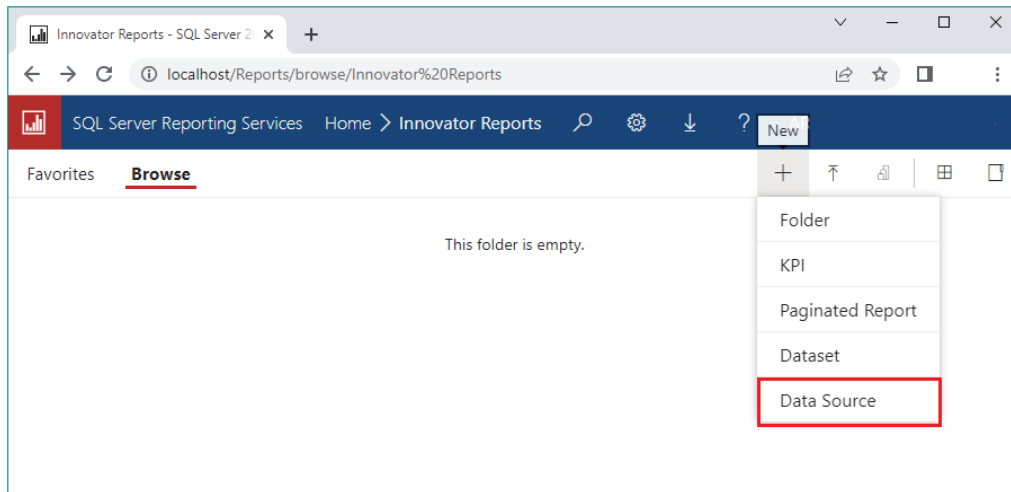 Innovator Reports - SQL Server 2
localhost/Reports/browse/Innovator%20Reports
SQL Server Reporting Services Home > Innovator Reports ?
New
Favorites Browse
This folder is empty.
Folder
KPI
Paginated Report
Dataset
Data Source